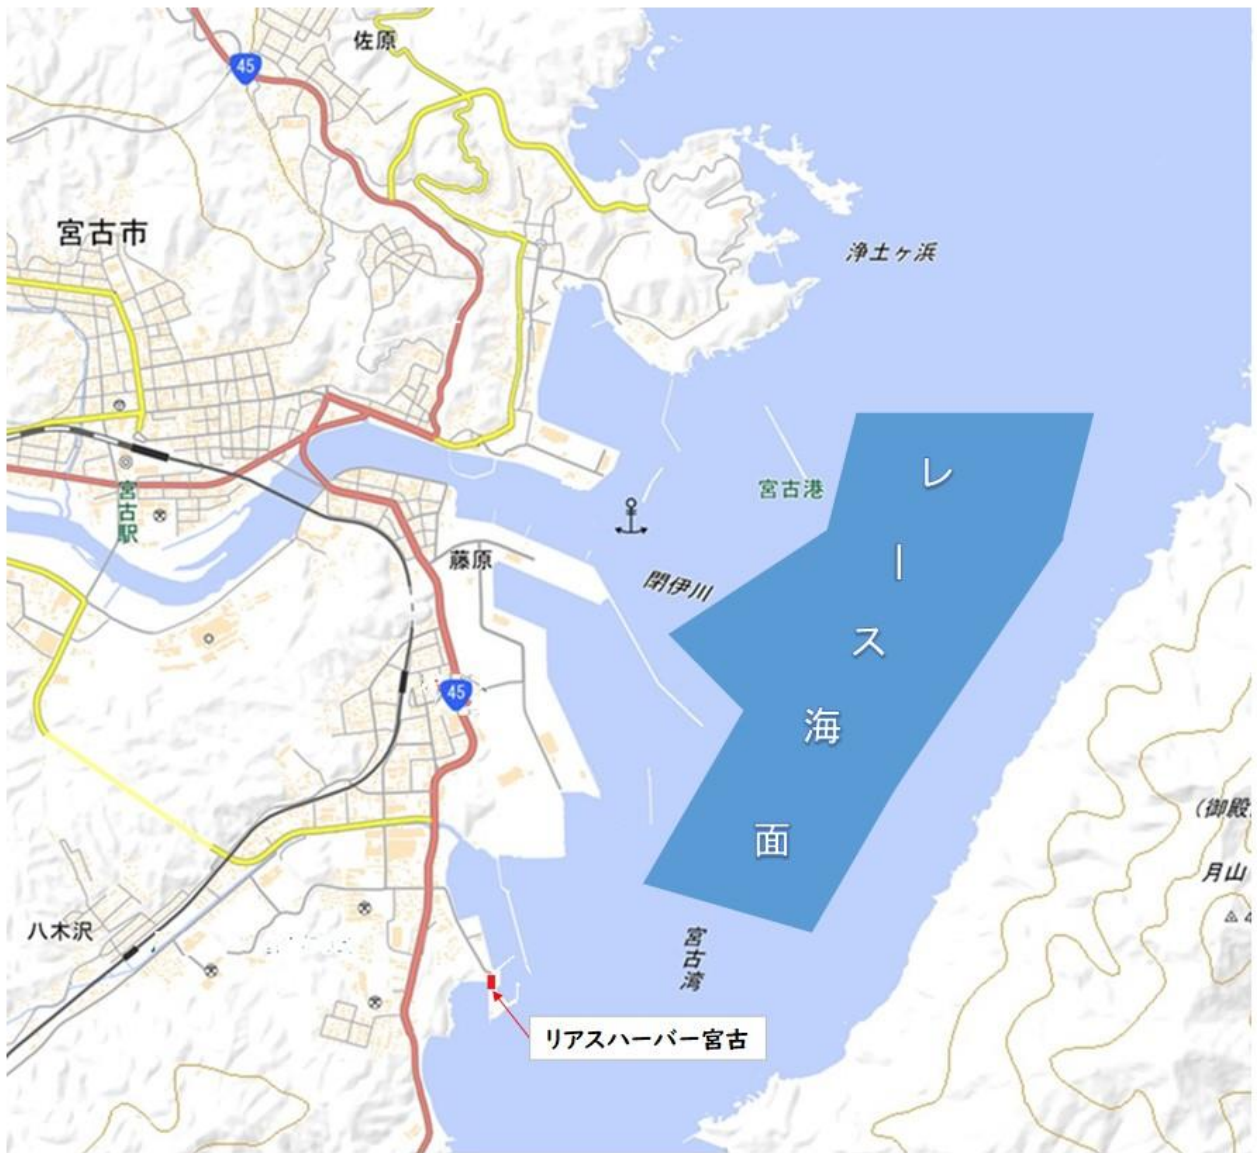 佐原
45
宮古市
浄土ヶ浜
レース海面
宮古港
宮古駅
藤原
閉伊川
45
(御殿
月山
八木沢
宮古湾
リアスハーバー宮古